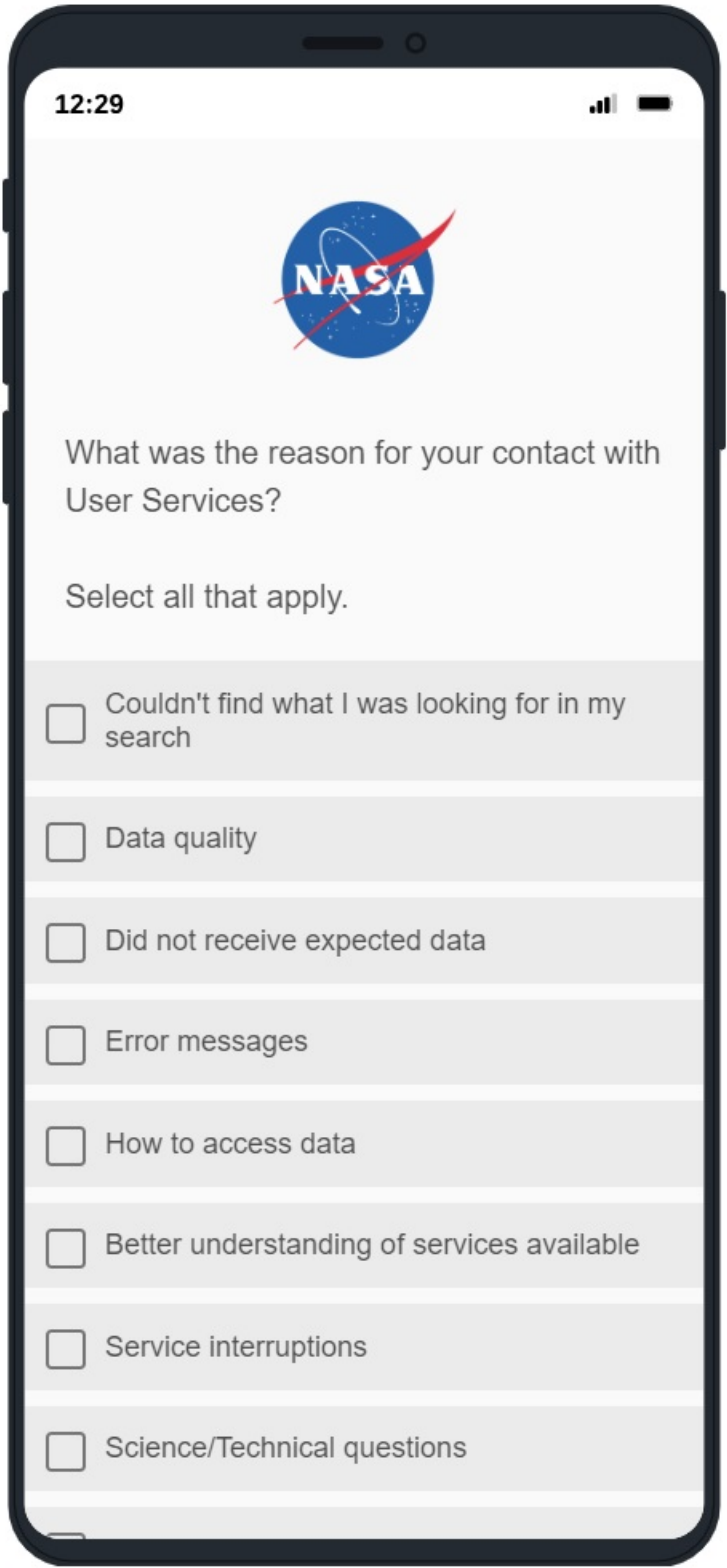 12:29
NASA
What was the reason for your contact with
User Services?
Select all that apply.
Couldn't find what I was looking for in my
search
Data quality
Did not receive expected data
Error messages
How to access data
Better understanding of services available
Service interruptions
Science/Technical questions